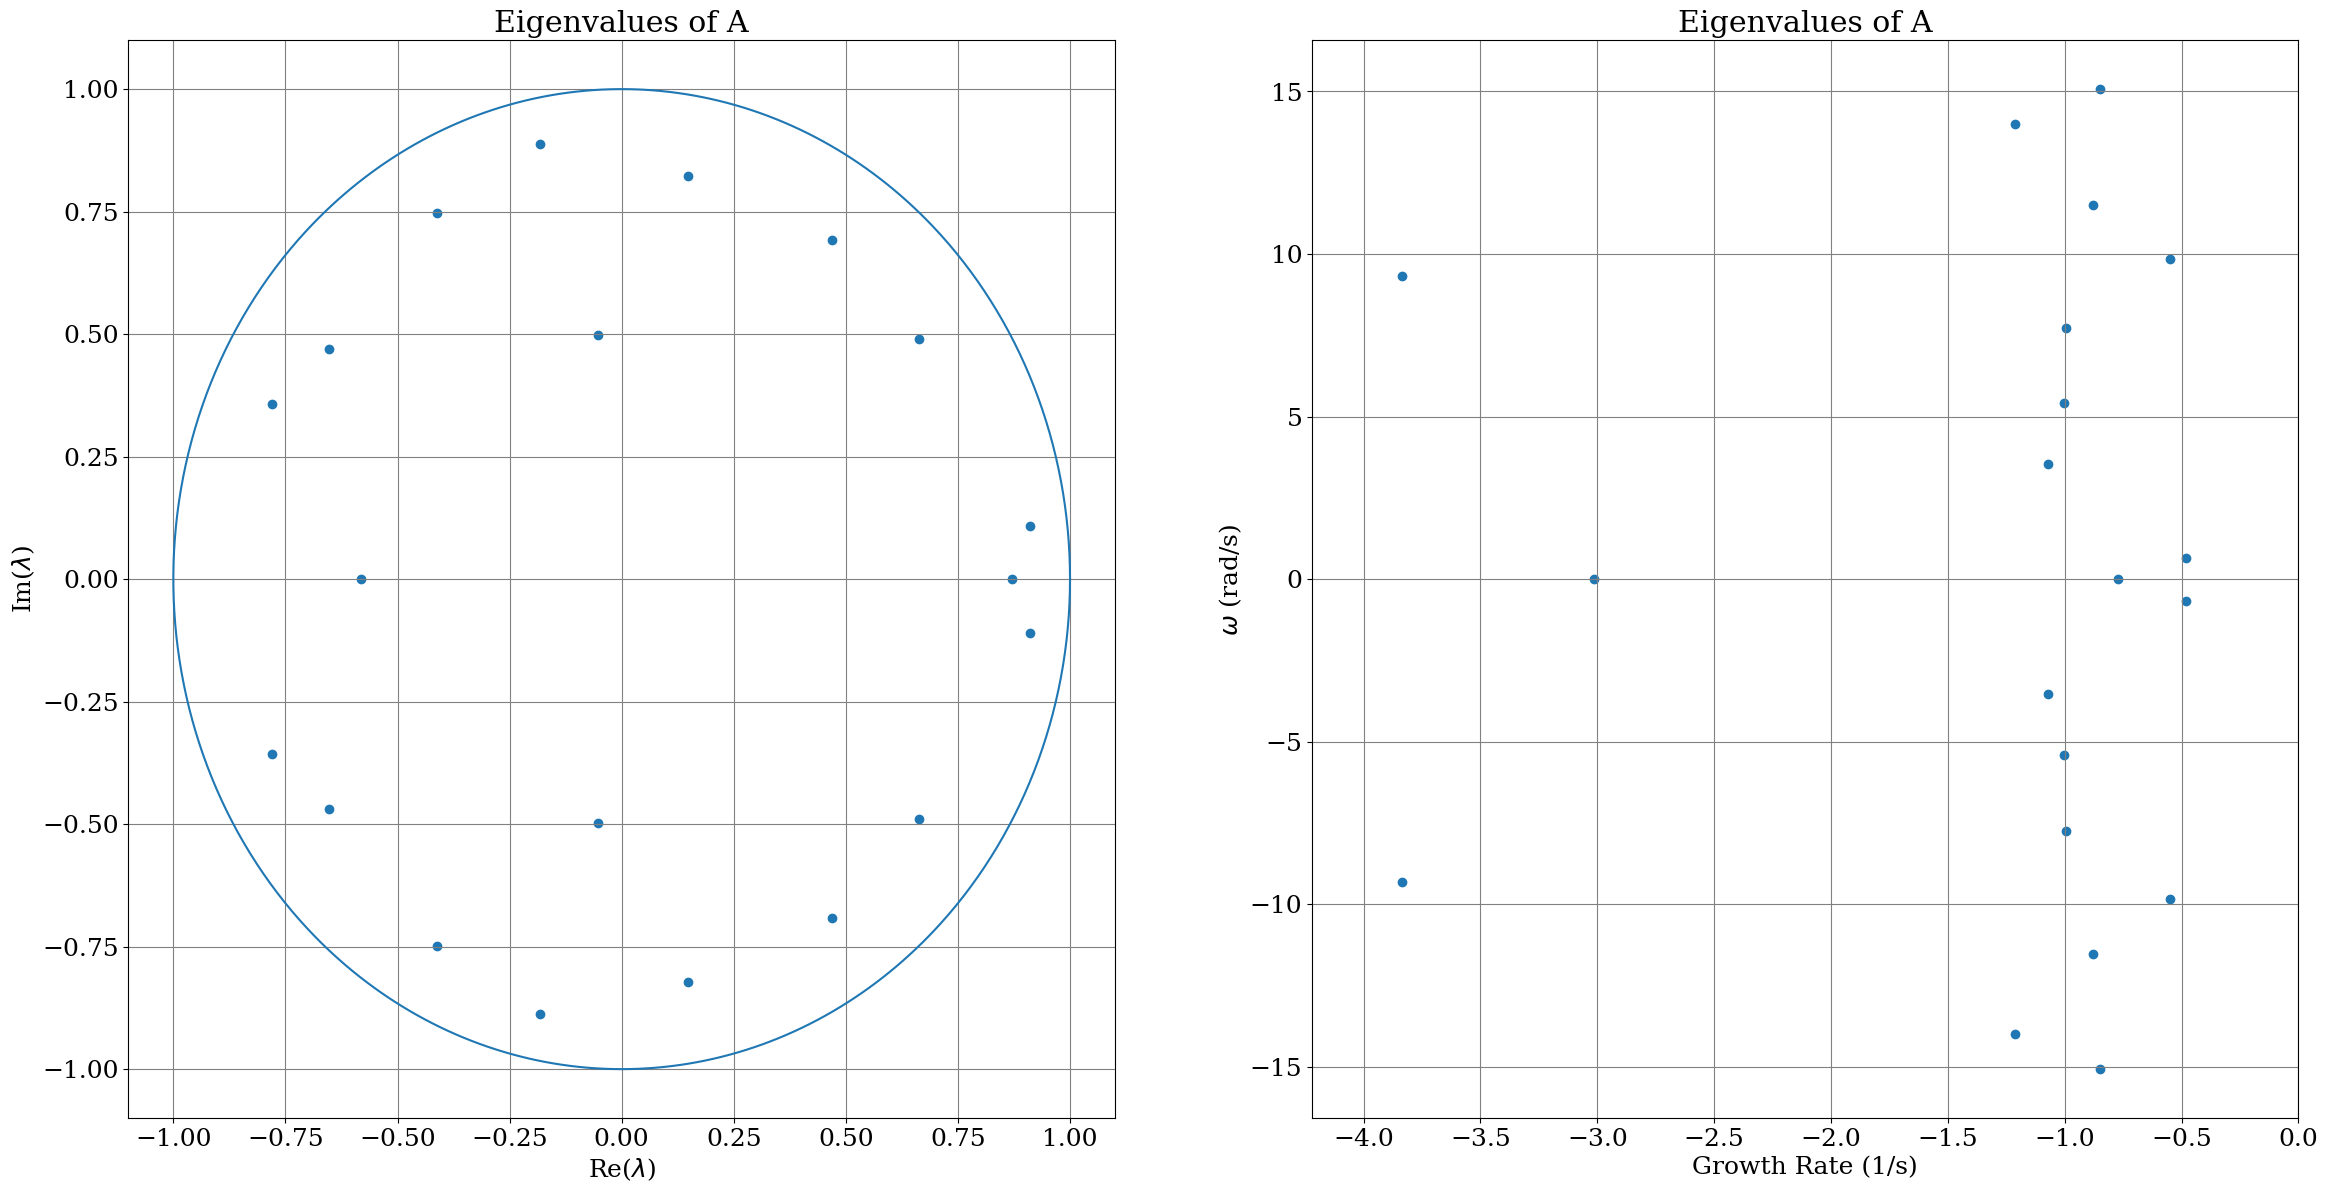 Eigenvalues of A
1.00
0.75
0.50
0.25
0.00
−0.25
−0.50
−0.75
−1.00
Im(λ)
−1.00 −0.75 −0.50 −0.25 0.00 0.25 0.50 0.75 1.00
Re(λ)
Eigenvalues of A
15
10
5
0
−5
−10
−15
ω (rad/s)
−4.0 −3.5 −3.0 −2.5 −2.0 −1.5 −1.0 −0.5 0.0
Growth Rate (1/s)